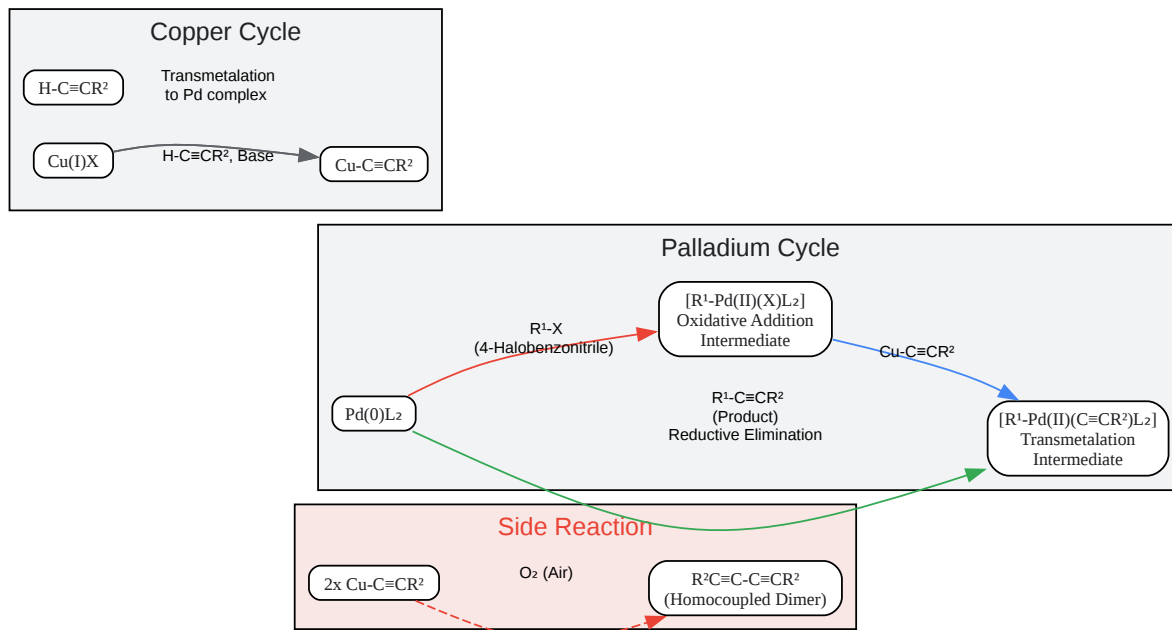 Copper Cycle
H-C≡CR²
Transmetalation
to Pd complex
Cu(I)X
H-C≡CR², Base
Cu-C≡CR²
Palladium Cycle
[R¹-Pd(II)(X)L₂]
Oxidative Addition
Intermediate
R¹-X
(4-Halobenzonitrile)
Cu-C≡CR²
Pd(0)L₂
R¹-C≡CR²
(Product)
Reductive Elimination
[R¹-Pd(II)(C≡CR²)L₂]
Transmetalation
Intermediate
Side Reaction
2x Cu-C≡CR²
O₂ (Air)
R²C≡C-C≡CR²
(Homocoupled Dimer)